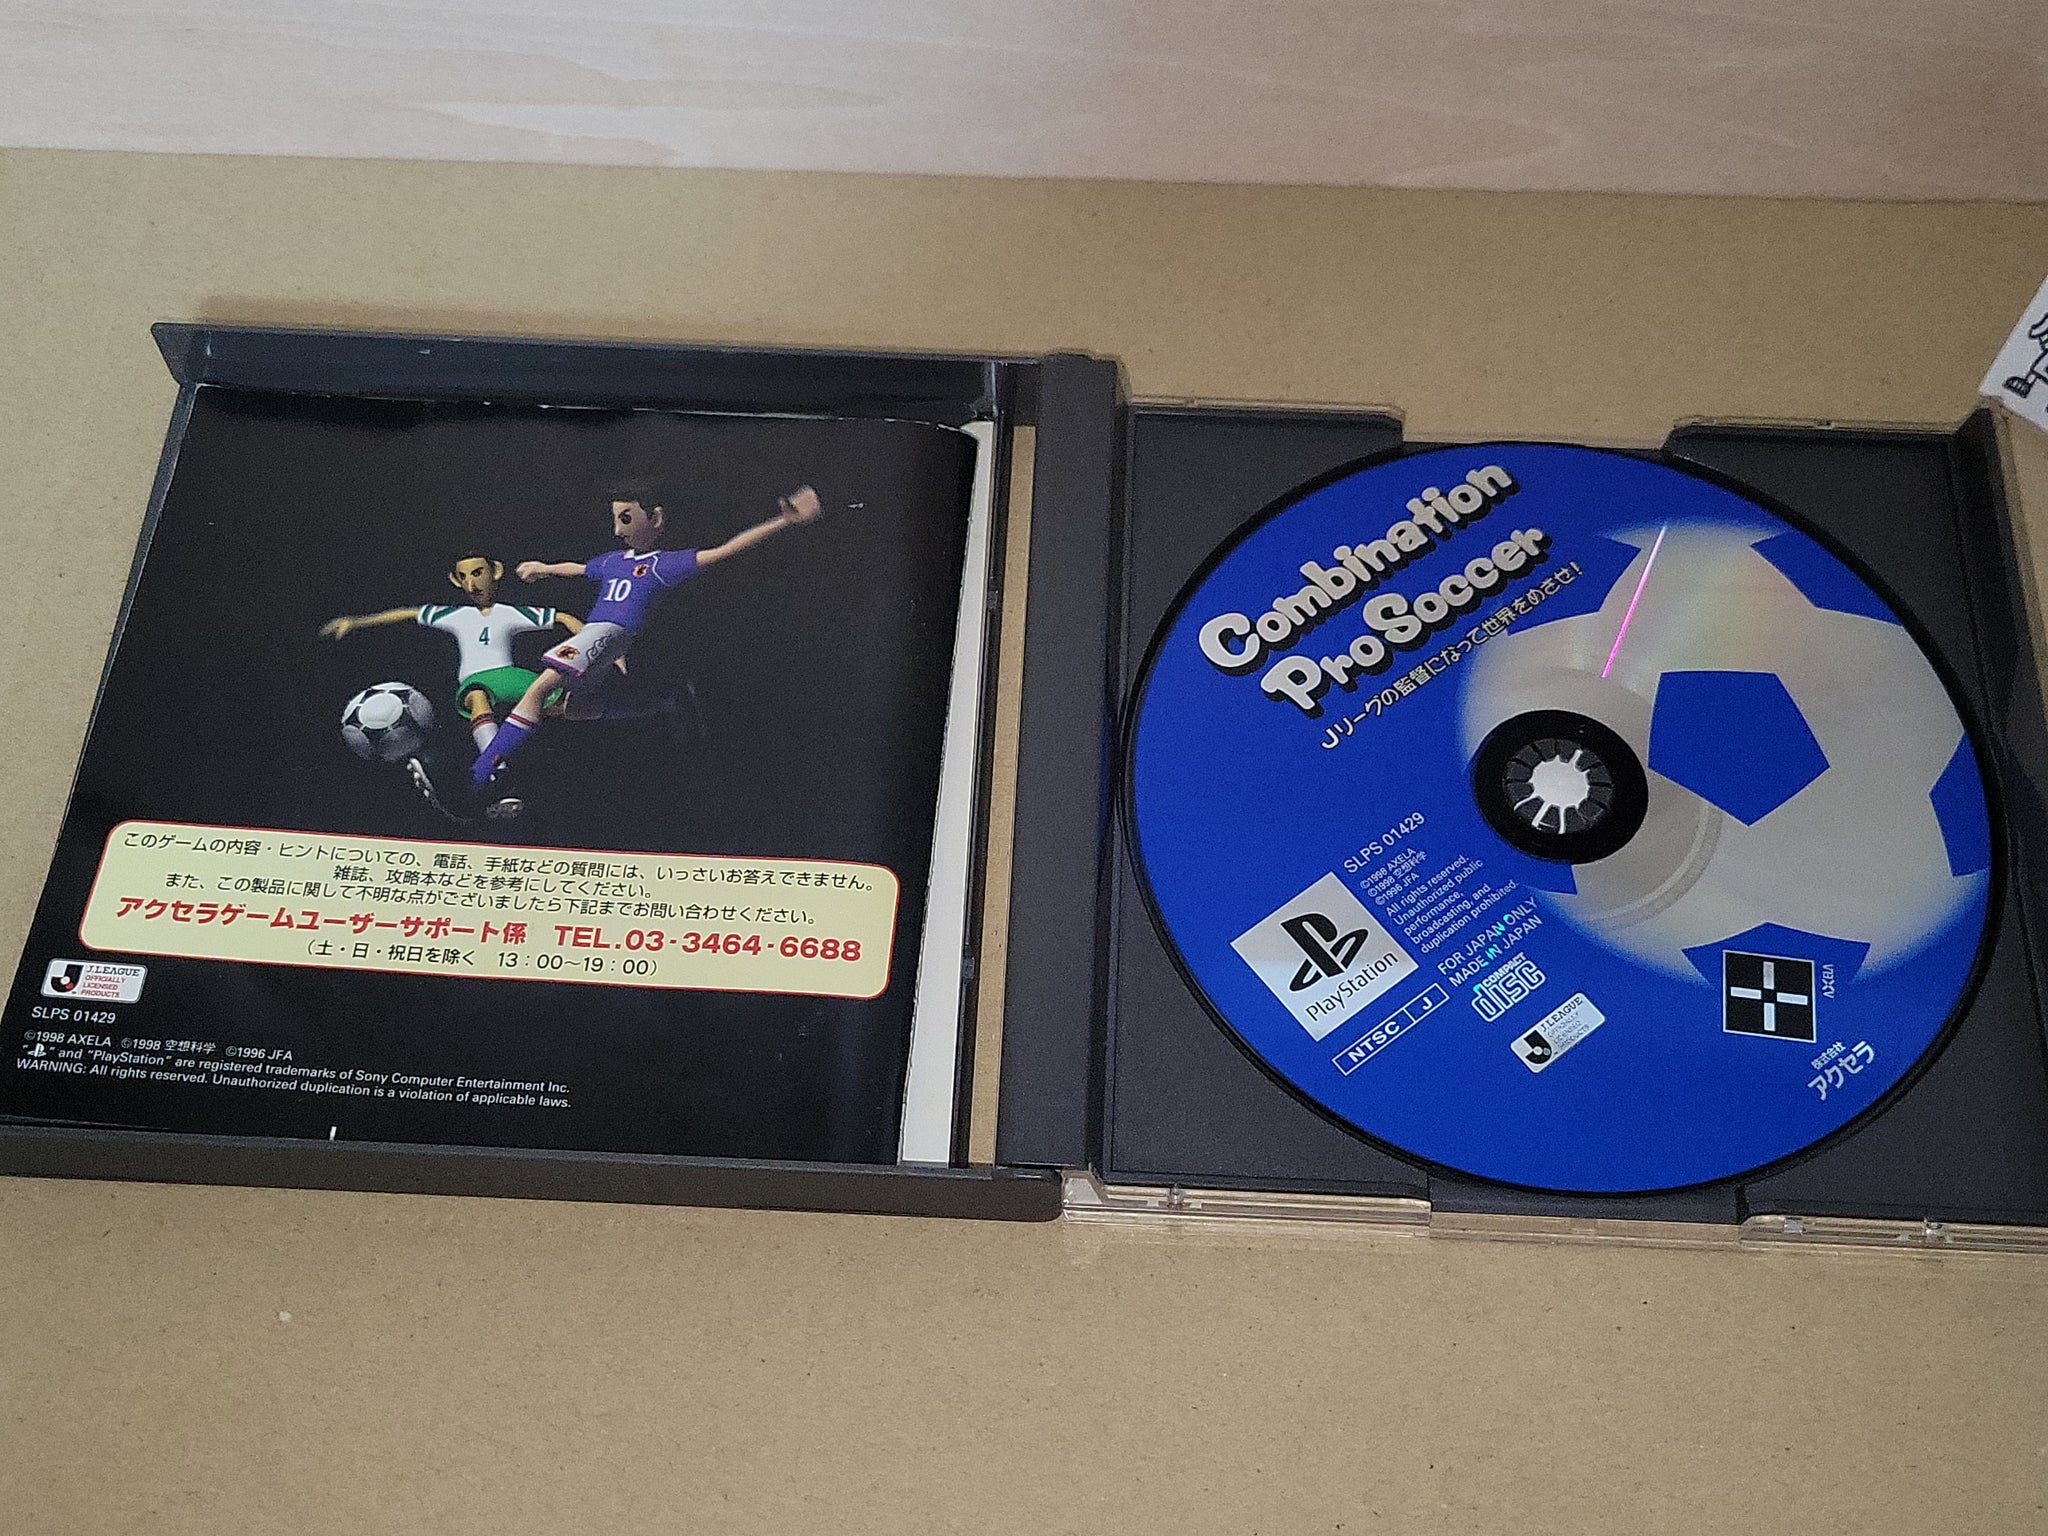 10
4
このゲームの内容・ヒントについての、電話、手紙などの質問には、いっさいお答えできません。
雑誌、攻略本などを参考にしてください。
また、この製品に関して不明な点がございましたら下記までお問い合わせください。
アクセラゲームユーザーサポート係 TEL.03-3464-6688
(土・日・祝日を除く 13:00〜19:00)
J.LEAGUE
OFFICIALLY
LICENSED
PRODUCTS
SLPS 01429
©1998 AXELA ©1998 空想科学 ©1996 JFA
" " and "PlayStation" are registered trademarks of Sony Computer Entertainment Inc.
WARNING: All rights reserved. Unauthorized duplication is a violation of applicable laws.
Combination
Pro Soccer
Jリーグの監督になって世界をめざせ!
SLPS 01429
©1998 AXELA
©1998 空想科学
©1996 JFA
All rights reserved.
Unauthorized public
performance,
broadcasting, and
duplication prohibited.
PlayStation
FOR JAPAN ONLY
MADE IN JAPAN
NTSC J
COMPACT
disc
J.LEAGUE
OFFICIALLY
LICENSED
PRODUCTS
AXELA
株式会社
アクセラ